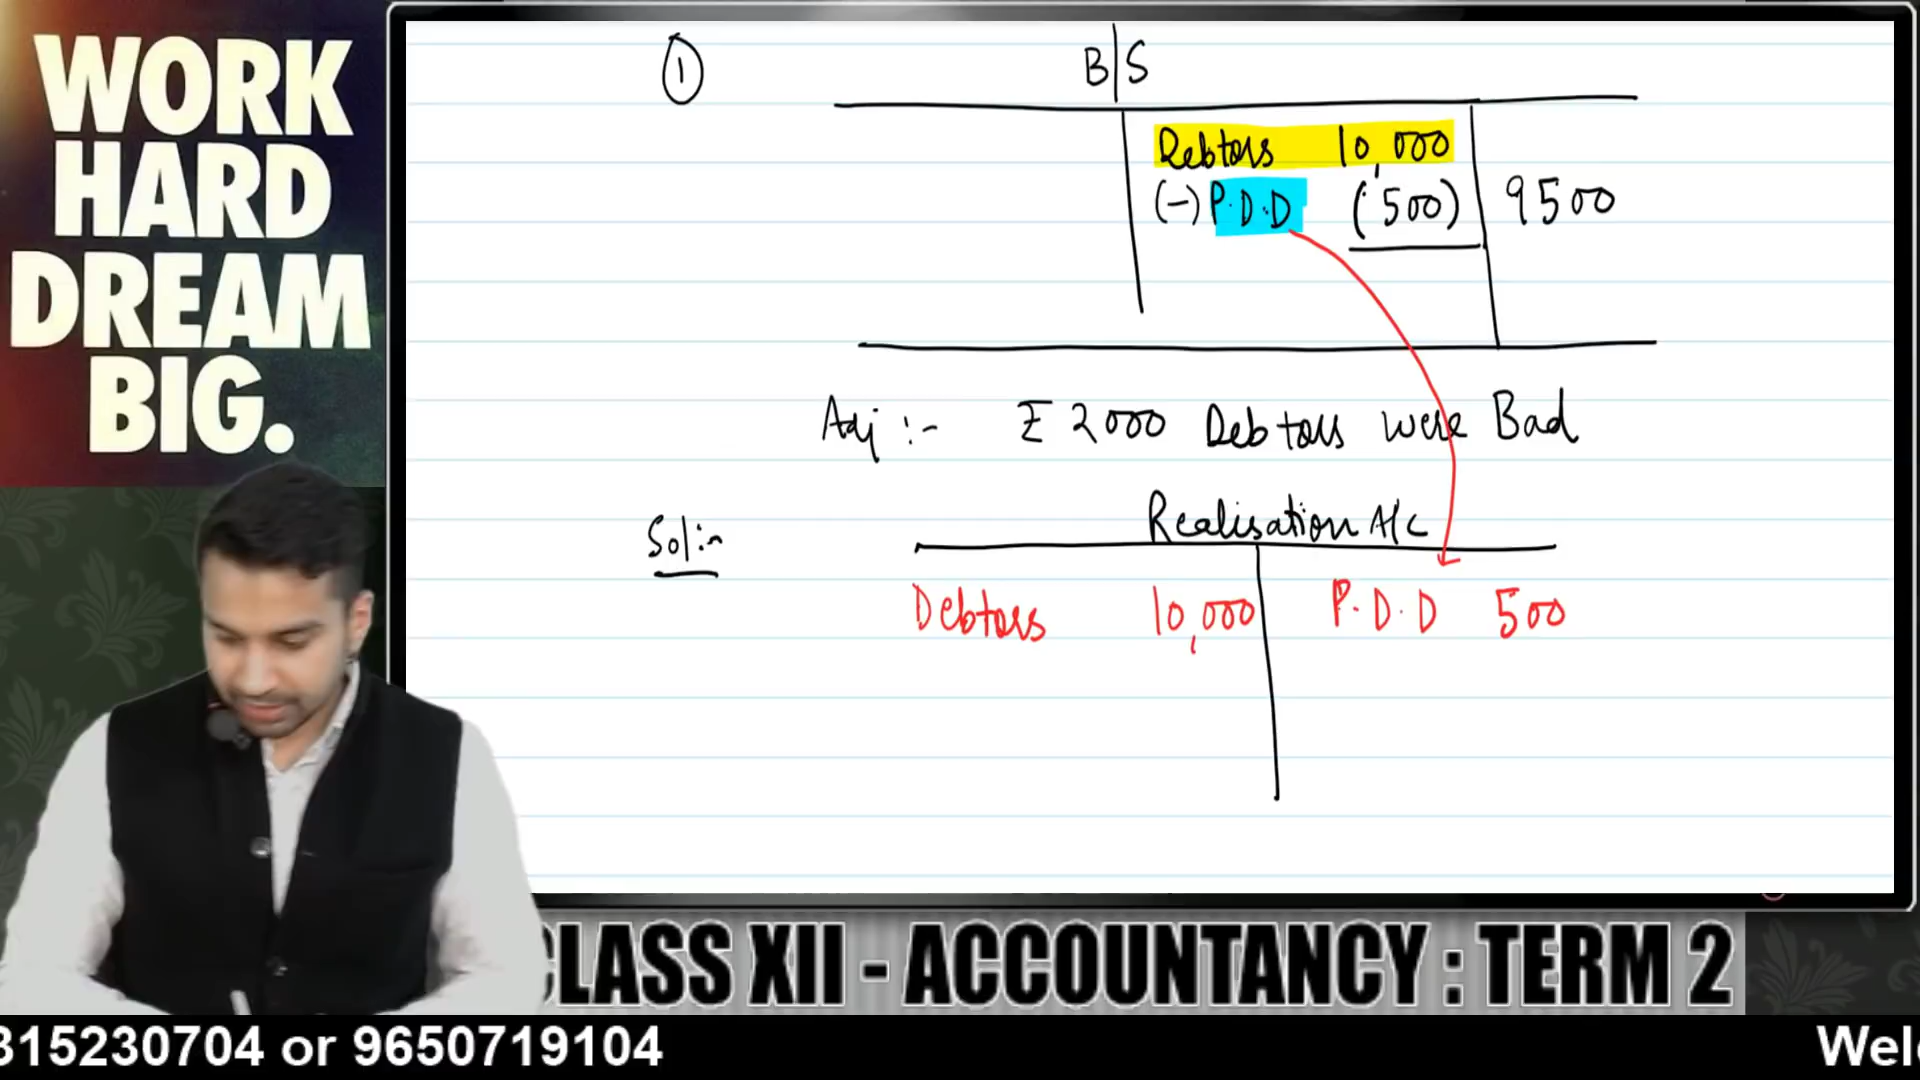 WORK
HARD
DREAM
BIG.
① B/S
Debtors 10,000
(-) P.D.D (500) 9500
Adj :- ₹ 2000 Debtors were Bad
Sol:-
Realisation A/c
Debtors 10,000 P.D.D 500
CLASS XII - ACCOUNTANCY : TERM 2
315230704 or 9650719104